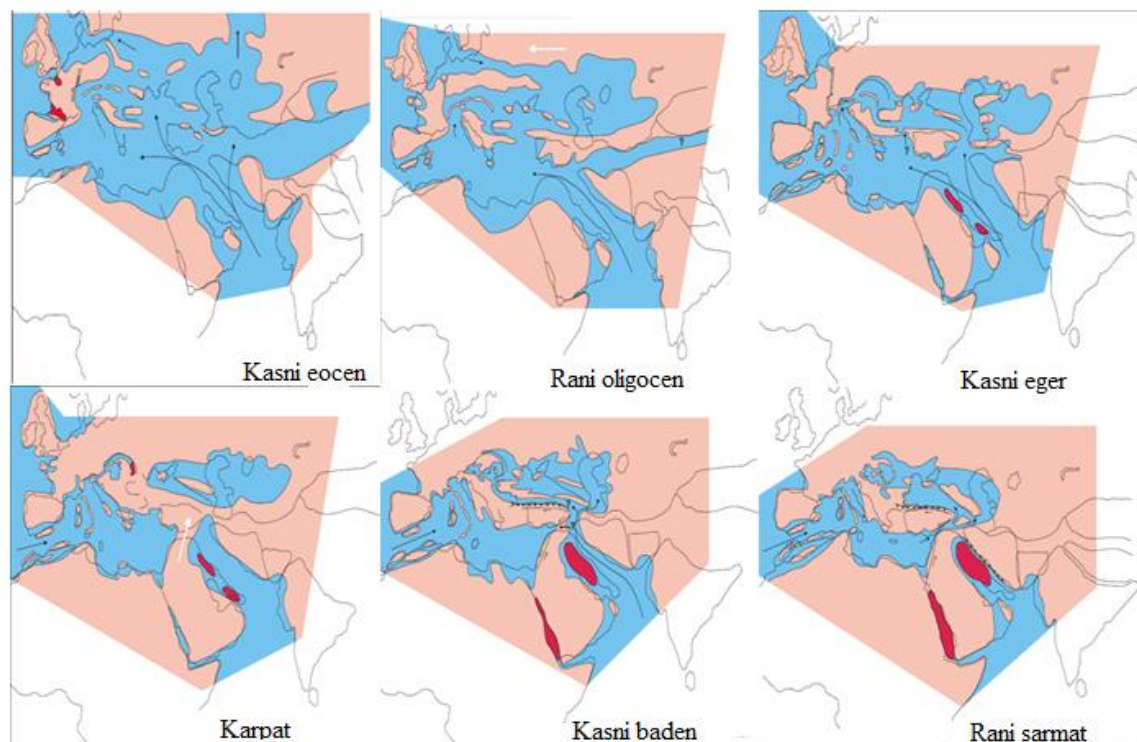 Kasni eocen
Rani oligocen
Kasni eger
Karpat
Kasni baden
Rani sarmat